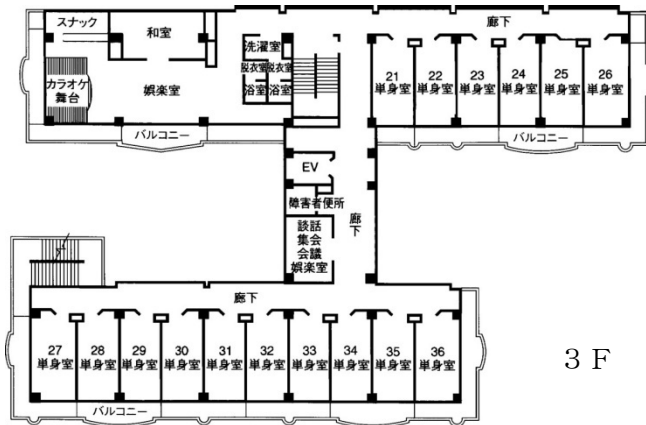 スナック
和室
廊下
洗濯室
脱衣室
脱衣室
浴室
浴室
カラオケ
舞台
娯楽室
バルコニー
21
単身室
22
単身室
23
単身室
24
単身室
25
単身室
26
単身室
バルコニー
EV
障害者便所
廊下
談話
集会
会議
娯楽室
廊下
27
単身室
28
単身室
29
単身室
30
単身室
31
単身室
32
単身室
33
単身室
34
単身室
35
単身室
36
単身室
バルコニー
3 F